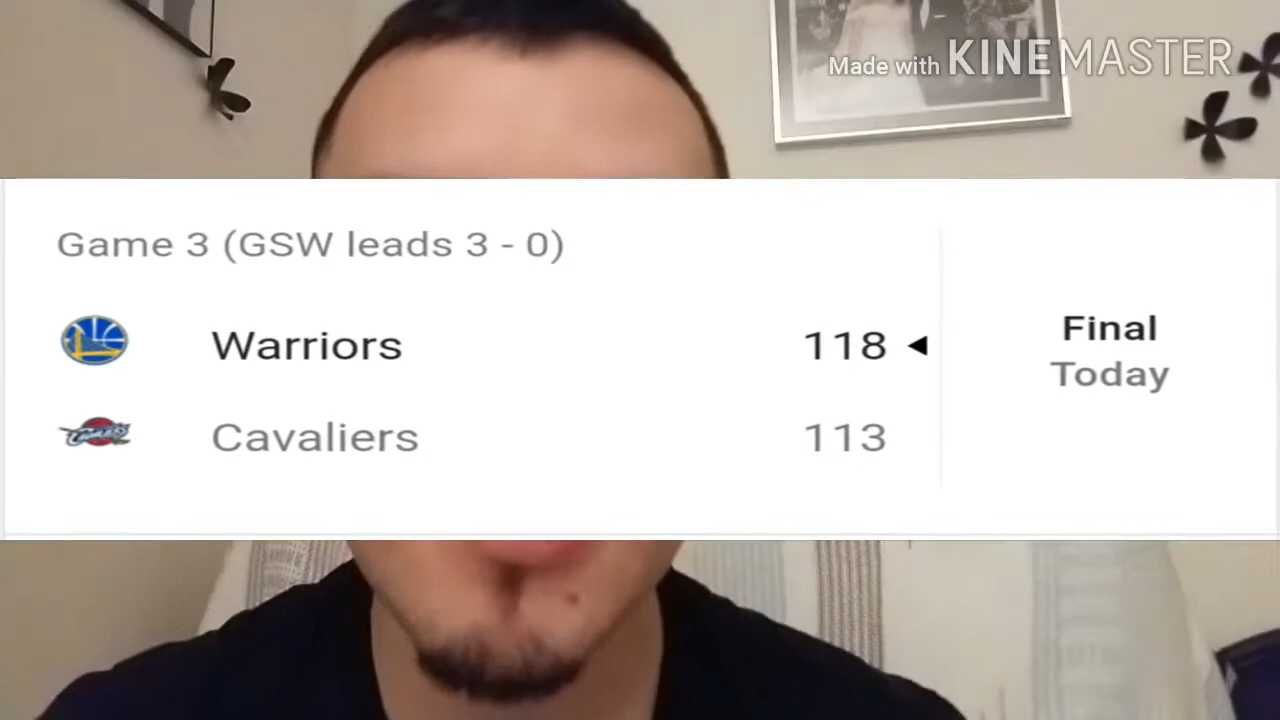 Made with KINEMASTER
Game 3 (GSW leads 3 - 0)
Warriors 118 ◄
Cavaliers 113
Final
Today